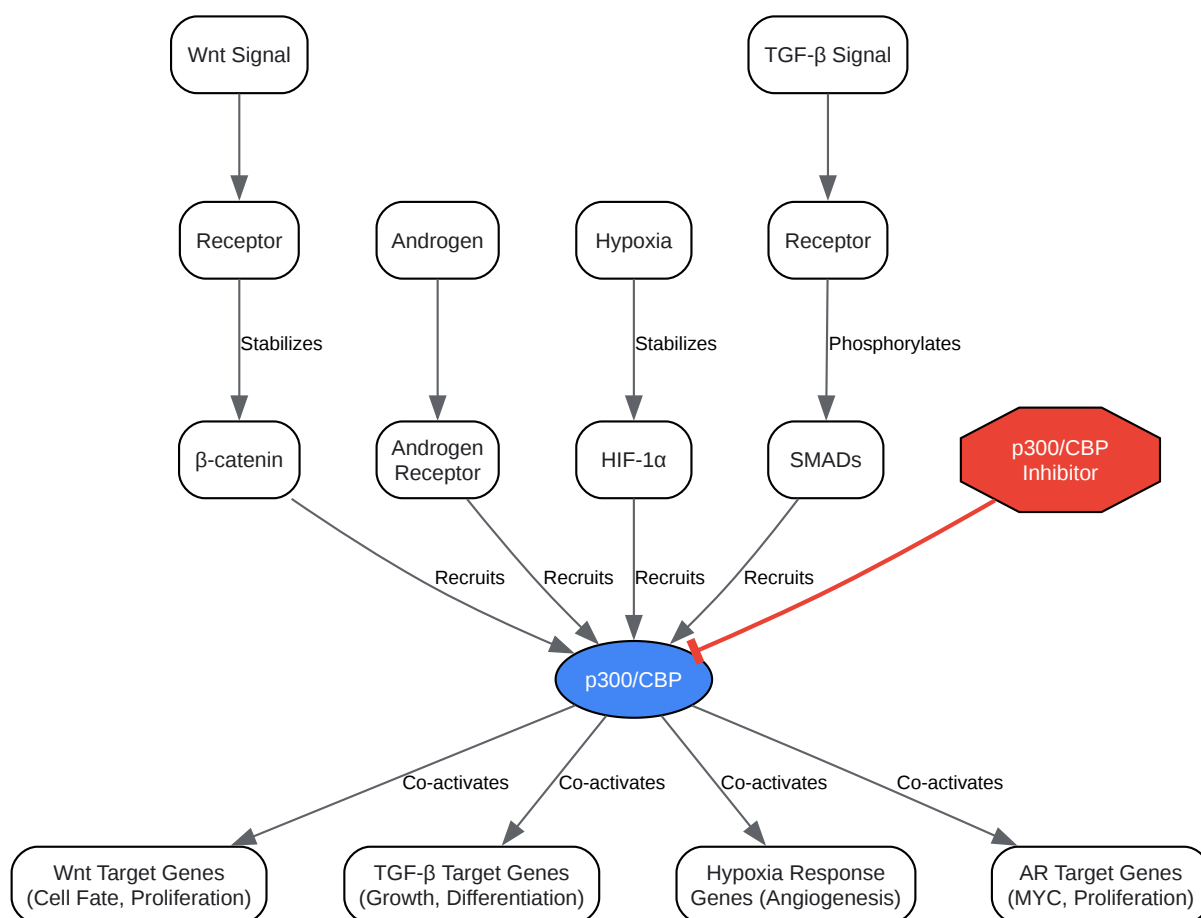 Wnt Signal
TGF-β Signal
Receptor
Androgen
Hypoxia
Receptor
Stabilizes
Stabilizes
Phosphorylates
β-catenin
Androgen
Receptor
HIF-1α
SMADs
p300/CBP
Inhibitor
Recruits
Recruits
Recruits
Recruits
p300/CBP
Co-activates
Co-activates
Co-activates
Co-activates
Wnt Target Genes
(Cell Fate, Proliferation)
TGF-β Target Genes
(Growth, Differentiation)
Hypoxia Response
Genes (Angiogenesis)
AR Target Genes
(MYC, Proliferation)